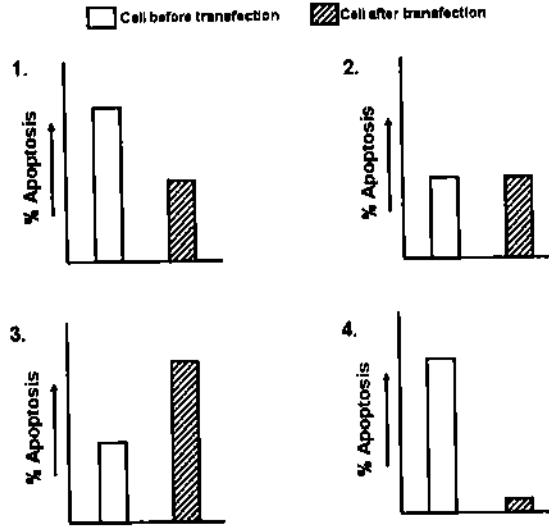 Cell before transfection
Cell after transfection
1.
% Apoptosis
2.
% Apoptosis
3.
% Apoptosis
4.
% Apoptosis